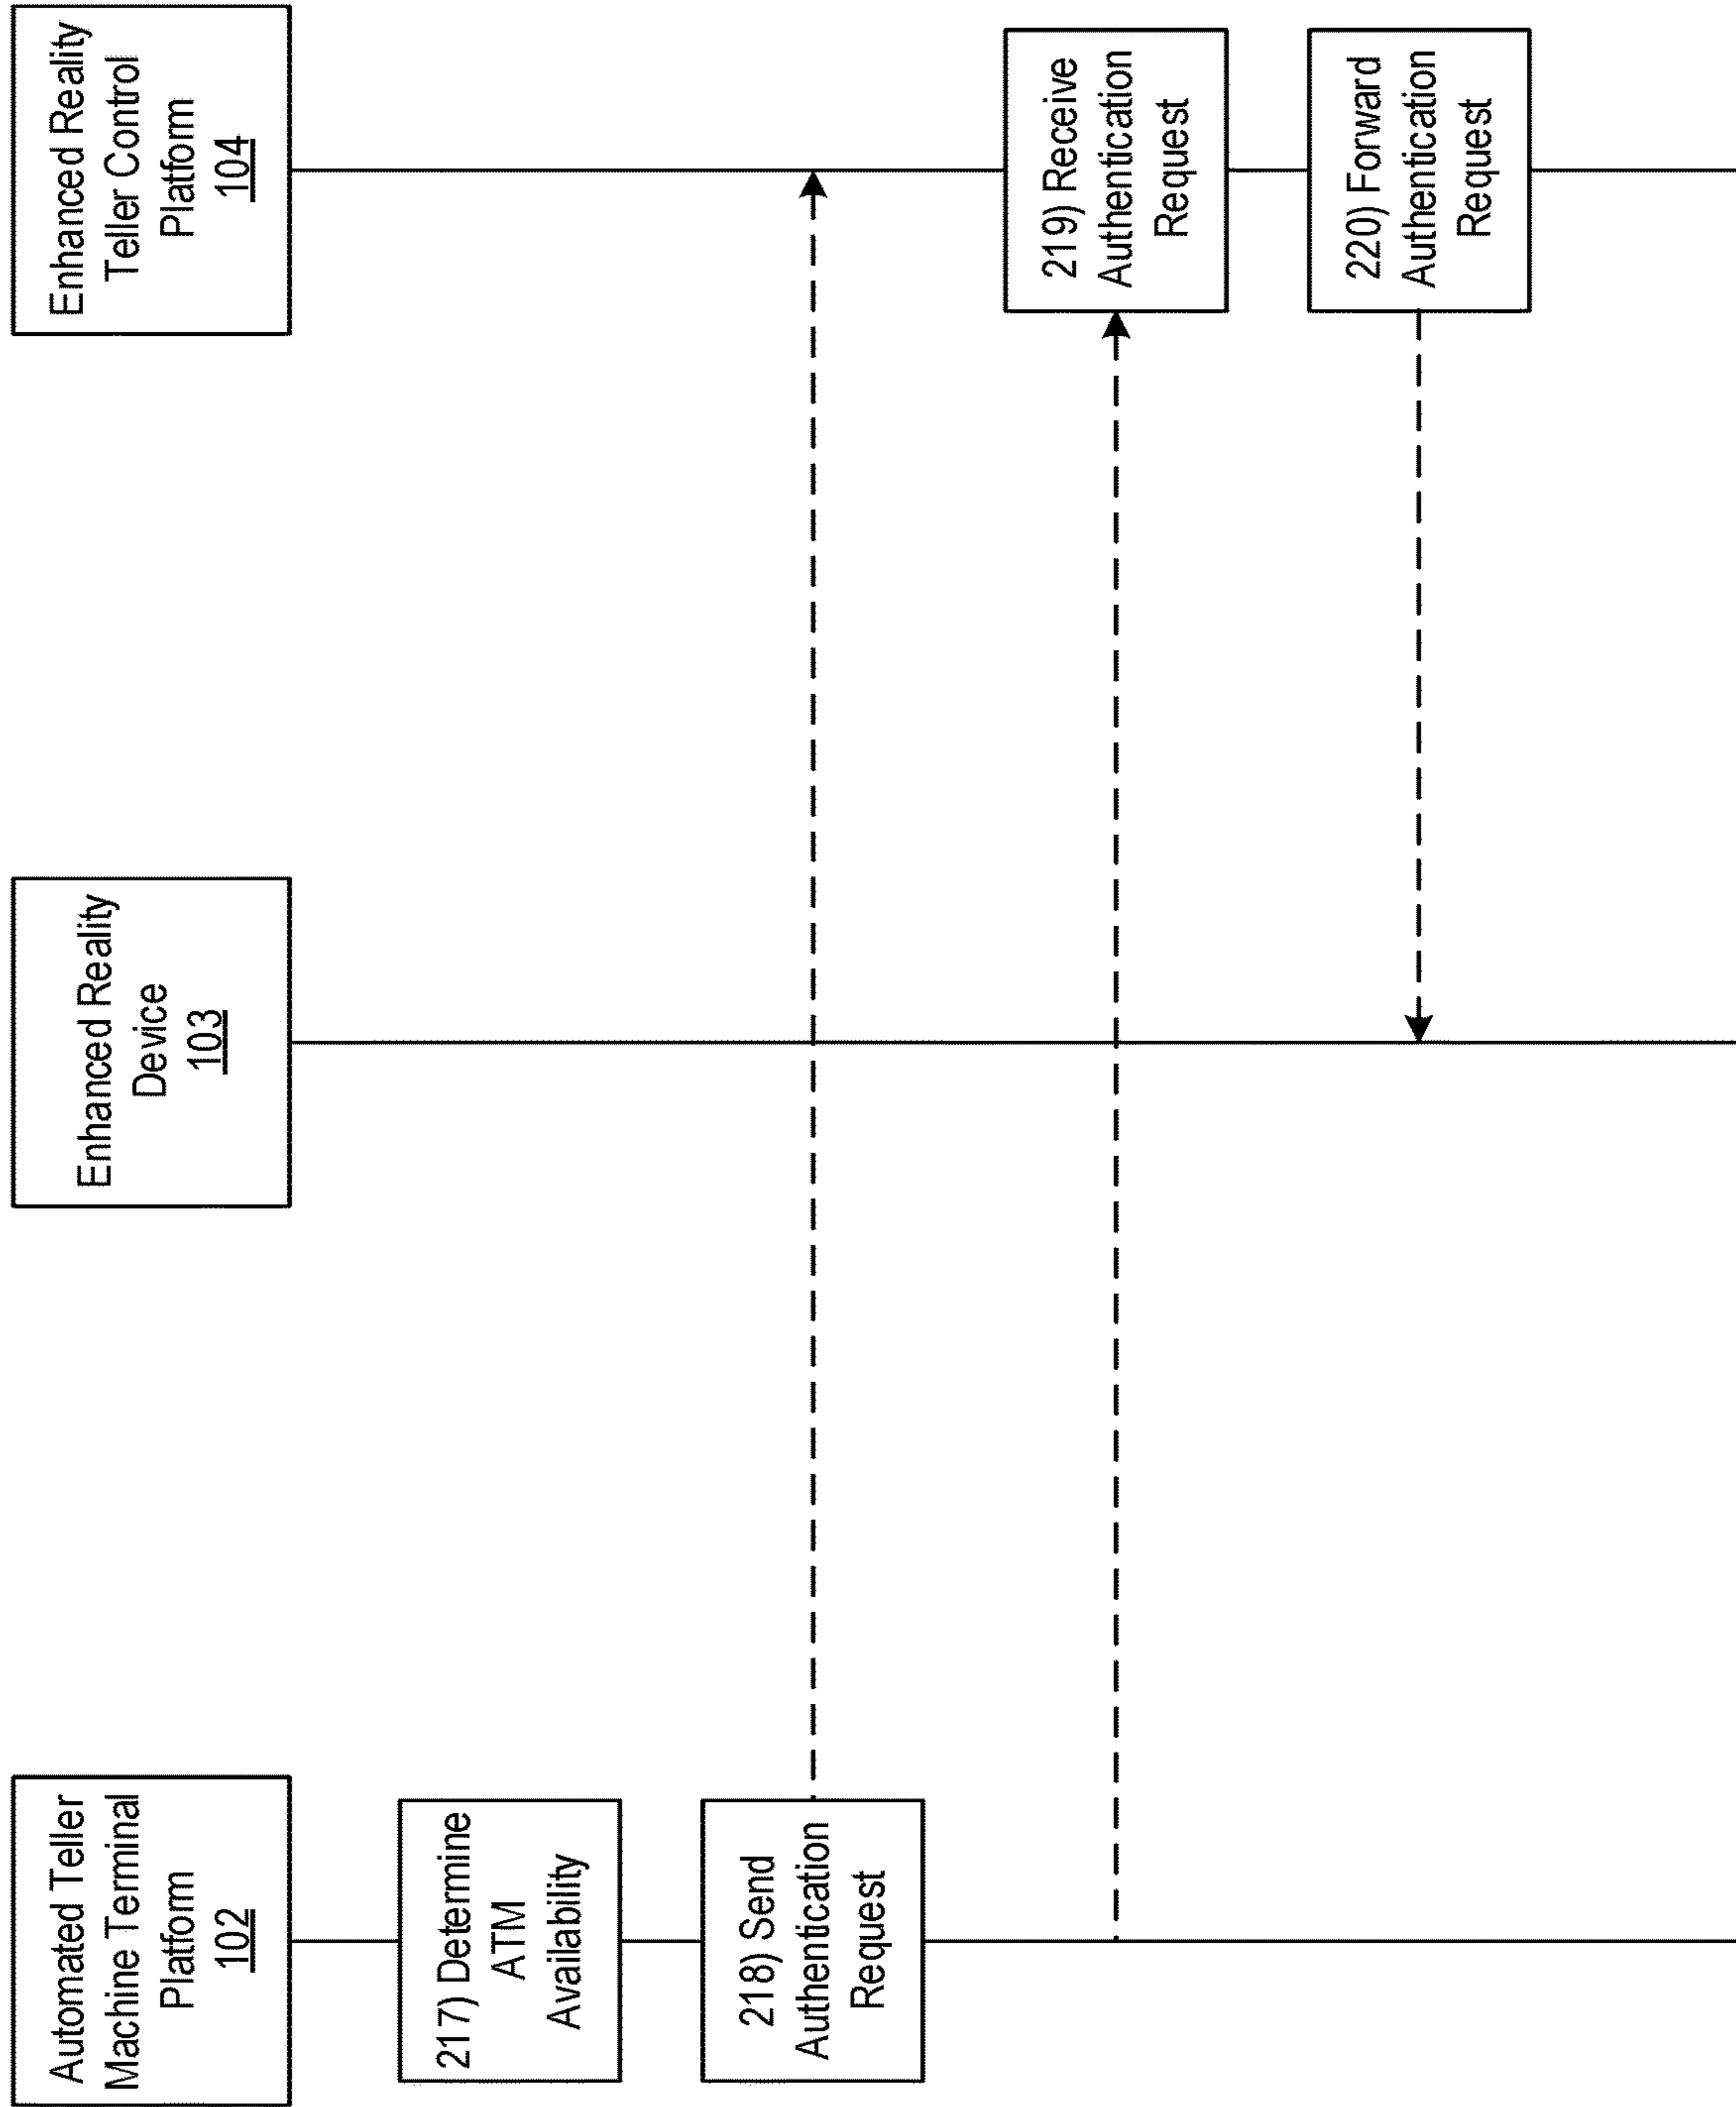 Automated Teller
Machine Terminal
Platform
102
Enhanced Reality
Device
103
Enhanced Reality
Teller Control
Platform
104
217) Determine
ATM
Availability
218) Send
Authentication
Request
219) Receive
Authentication
Request
220) Forward
Authentication
Request